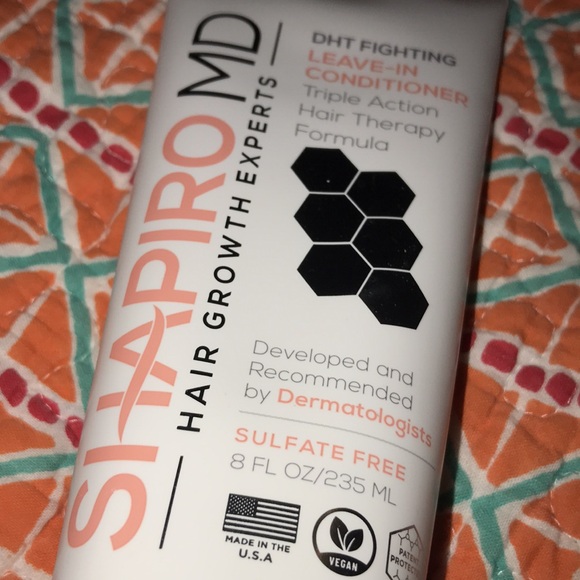 SHAPIRO MD
HAIR GROWTH EXPERTS
DHT FIGHTING
LEAVE-IN
CONDITIONER
Triple Action
Hair Therapy
Formula
Developed and
Recommended
by Dermatologists
SULFATE FREE
8 FL OZ/235 ML
MADE IN THE
U.S.A
VEGAN